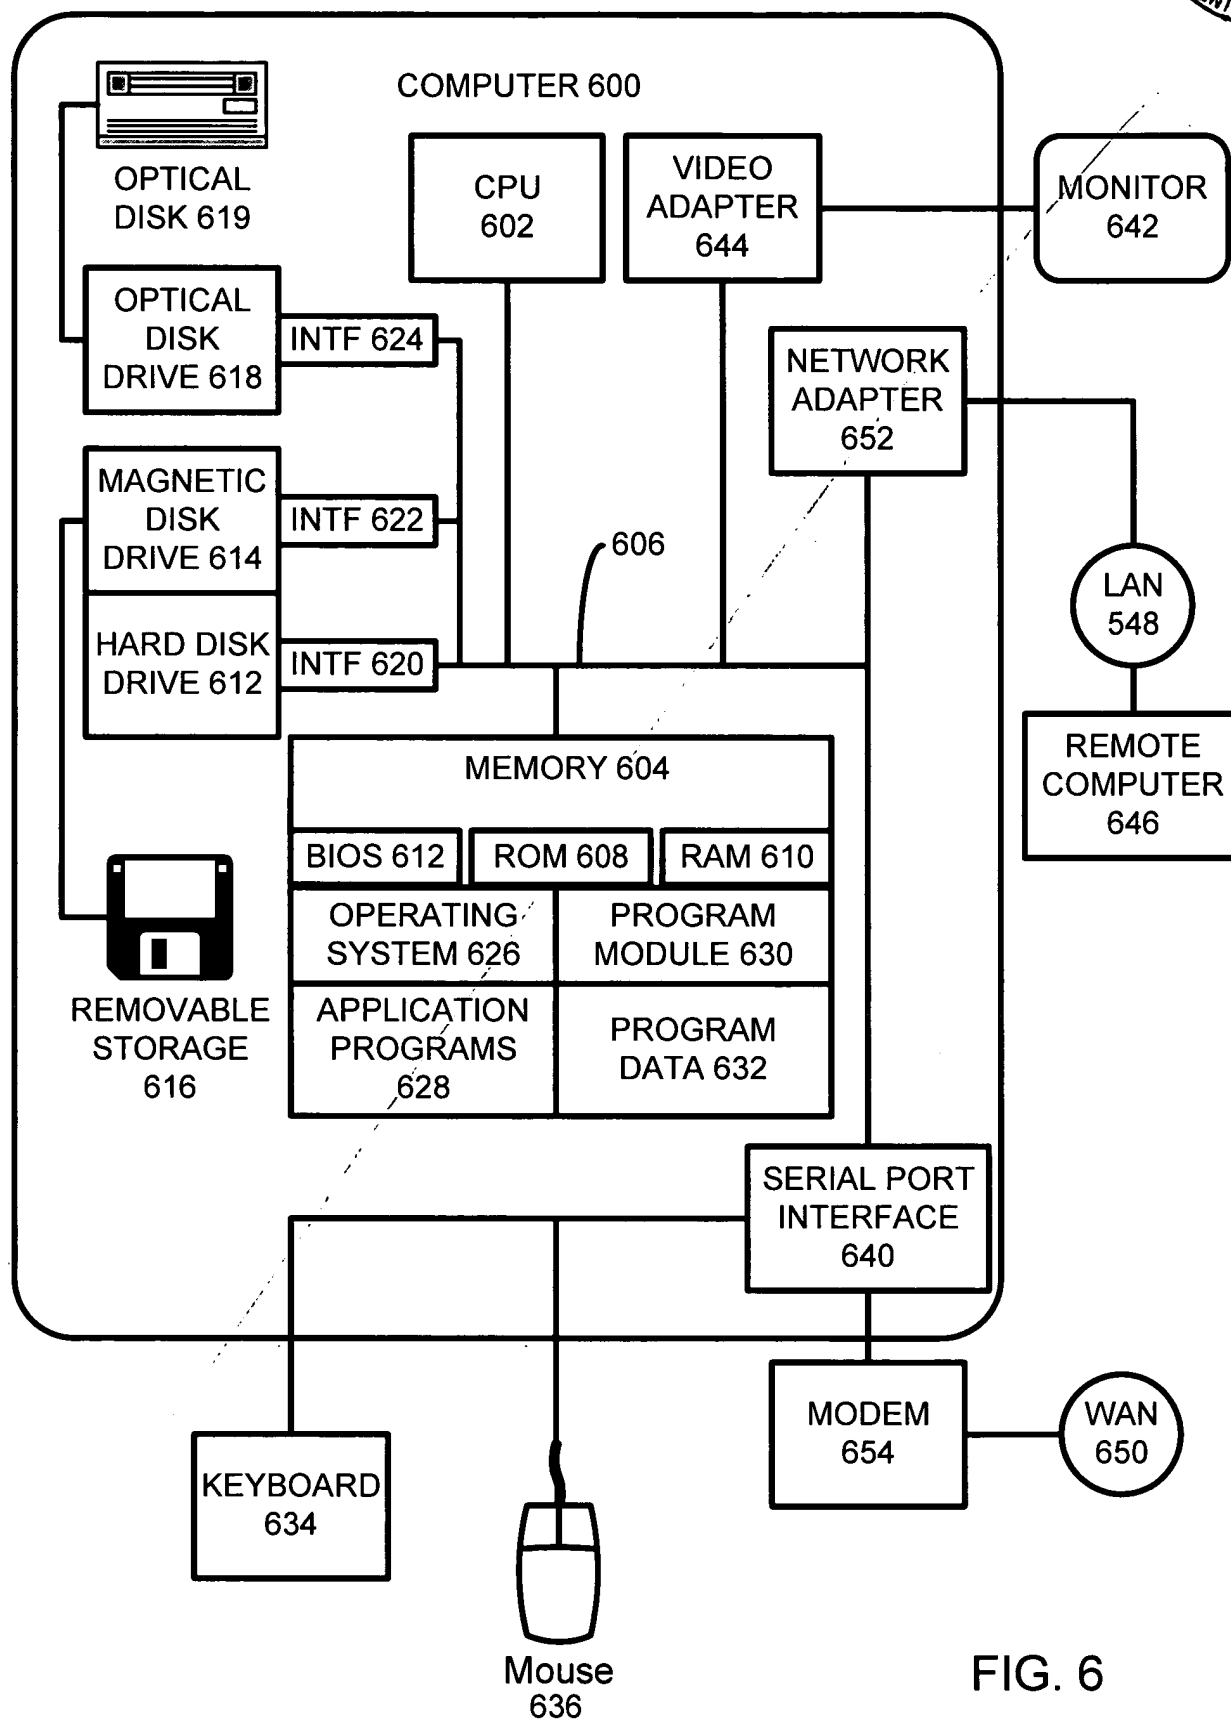 COMPUTER 600
OPTICAL
DISK 619
CPU
602
VIDEO
ADAPTER
644
MONITOR
642
OPTICAL
DISK
DRIVE 618
INTF 624
NETWORK
ADAPTER
652
MAGNETIC
DISK
DRIVE 614
INTF 622
606
LAN
548
HARD DISK
DRIVE 612
INTF 620
REMOTE
COMPUTER
646
MEMORY 604
BIOS 612
ROM 608
RAM 610
OPERATING
SYSTEM 626
PROGRAM
MODULE 630
REMOVABLE
STORAGE
616
APPLICATION
PROGRAMS
628
PROGRAM
DATA 632
SERIAL PORT
INTERFACE
640
MODEM
654
WAN
650
KEYBOARD
634
Mouse
636
FIG. 6